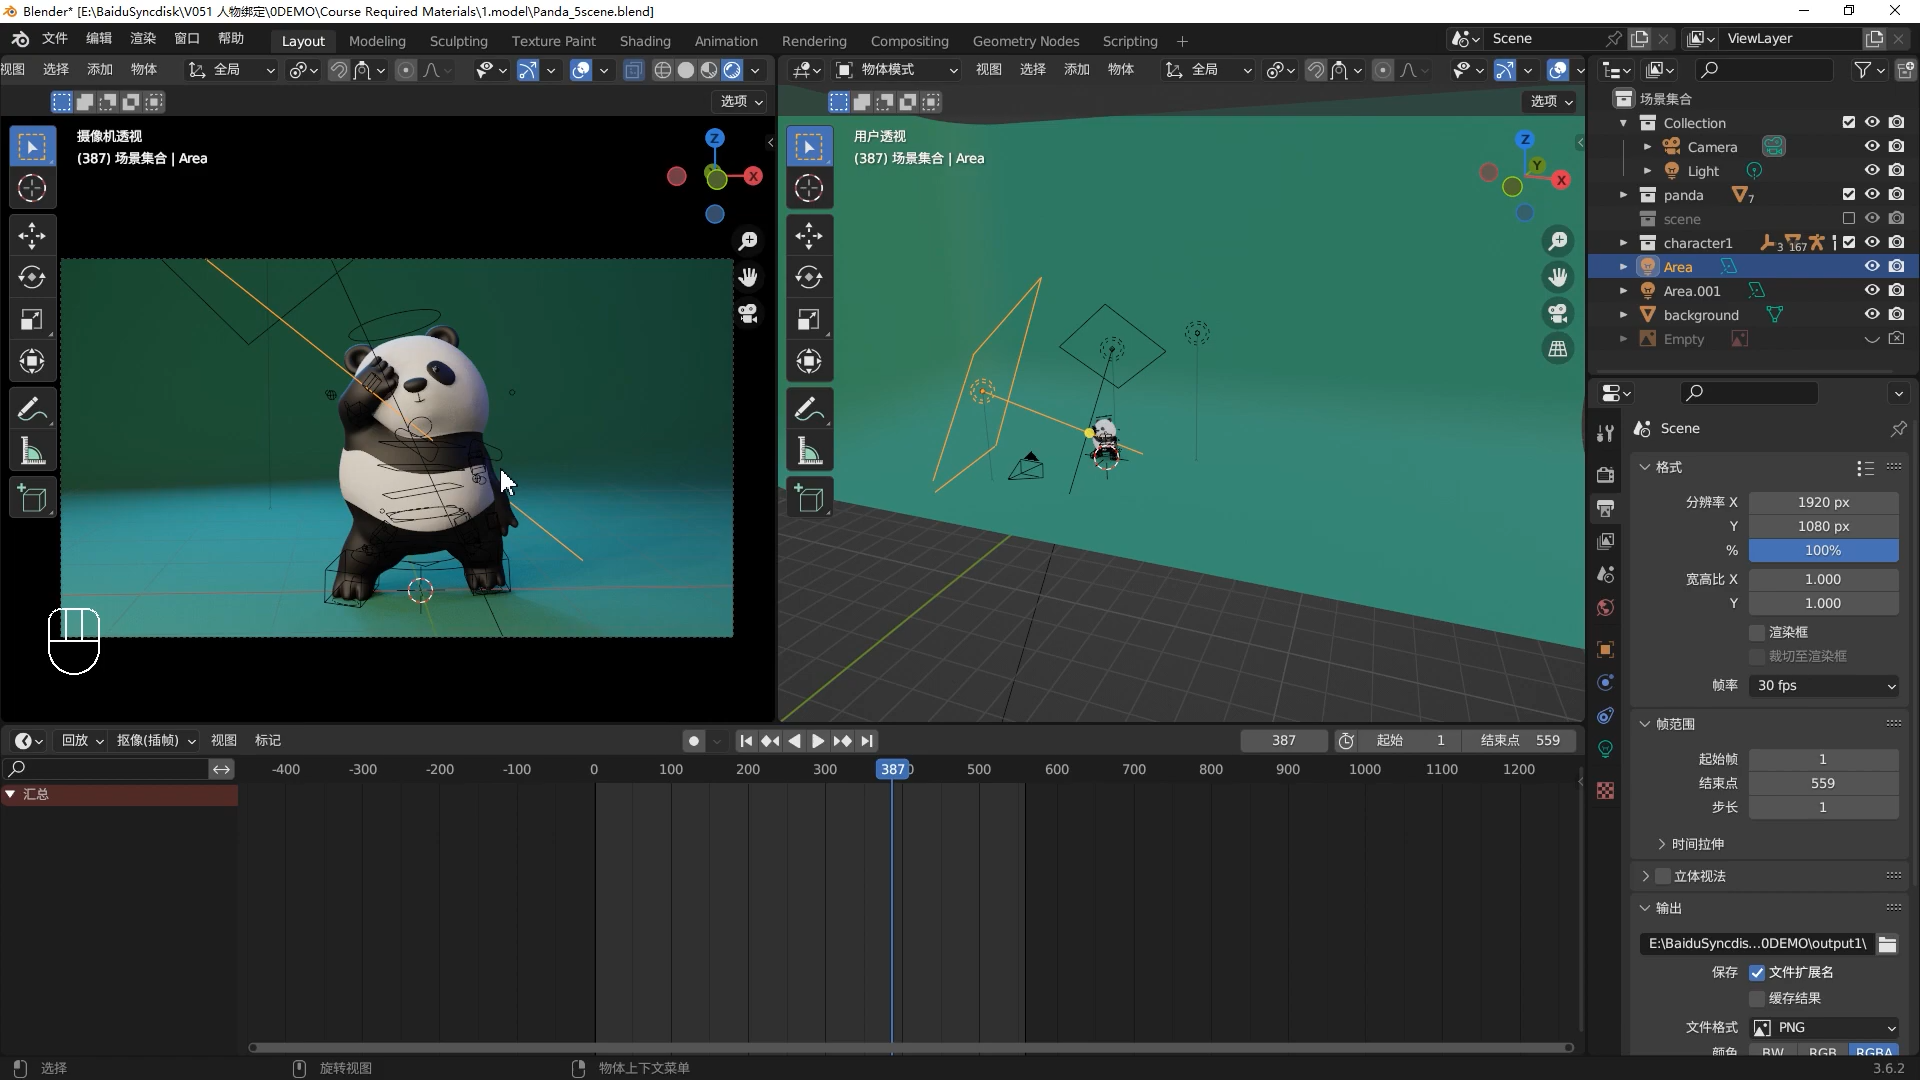 Blender* [E:\BaiduSyncdisk\V051 人物绑定\0DEMO\Course Required Materials\1.model\Panda_5scene.blend]
文件 编辑 渲染 窗口 帮助 Layout Modeling Sculpting Texture Paint Shading Animation Rendering Compositing Geometry Nodes Scripting + Scene ViewLayer
视图 选择 添加 物体 全局 物体模式 视图 选择 添加 物体 全局
选项 选项
摄像机透视
(387) 场景集合 | Area
用户透视
(387) 场景集合 | Area
Z
X
Z
Y
X
场景集合
Collection
Camera
Light
panda 7
scene
character1 3 167
Area
Area.001
background
Empty
Scene
格式
分辨率 X 1920 px
Y 1080 px
% 100%
宽高比 X 1.000
Y 1.000
渲染框
裁切至渲染框
帧率 30 fps
帧范围
起始帧 1
结束点 559
步长 1
时间拉伸
立体视法
输出
E:\BaiduSyncdis...0DEMO\output1\
保存 文件扩展名
缓存结果
文件格式 PNG
颜色 BW RGB RGBA
回放 抠像(插帧) 视图 标记 387 起始 1 结束点 559
-400 -300 -200 -100 0 100 200 300 387 500 600 700 800 900 1000 1100 1200
汇总
选择 旋转视图 物体上下文菜单 3.6.2